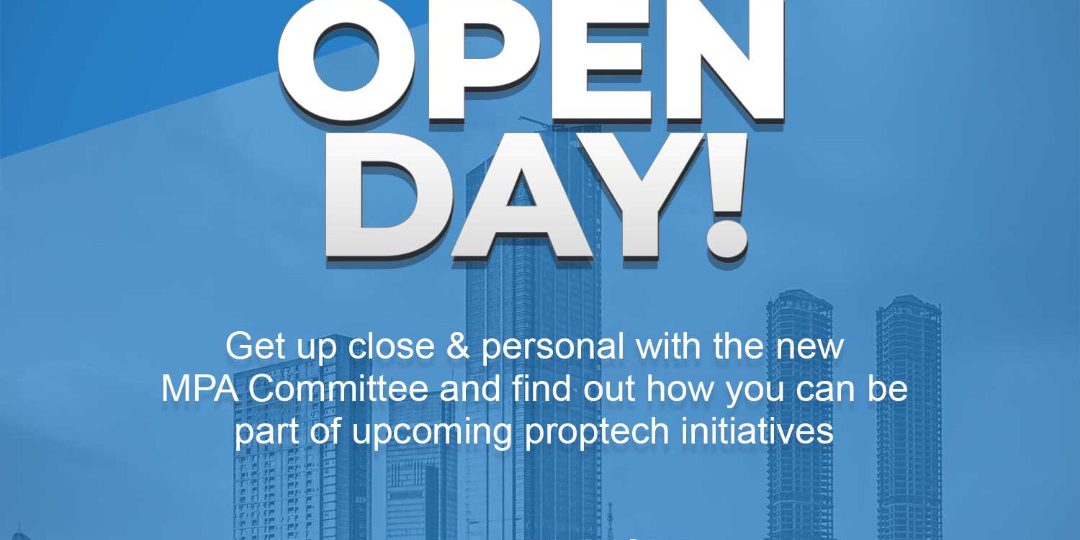 OPEN
DAY!
Get up close & personal with the new
MPA Committee and find out how you can be
part of upcoming proptech initiatives